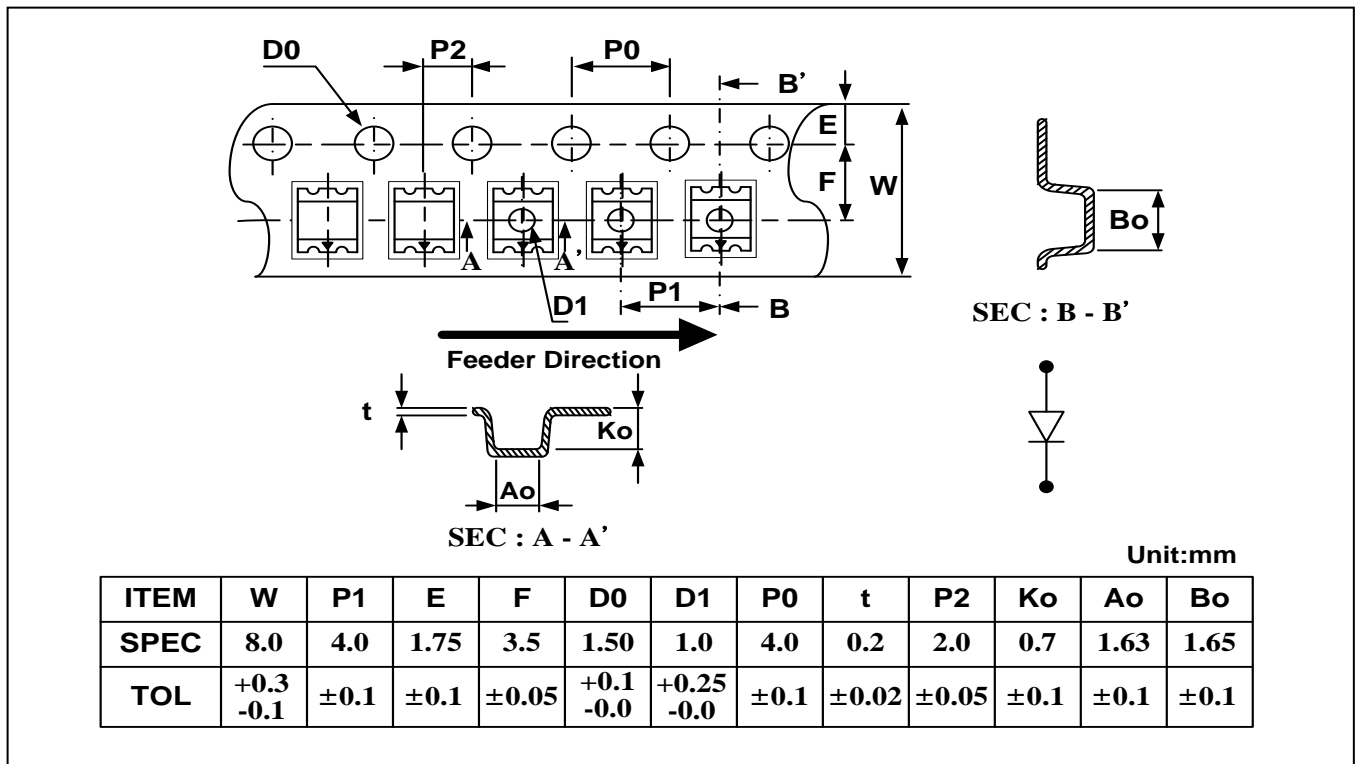 D0 P2 P0 B’
E
F W
A A’
Bo
D1 P1 B
SEC : B - B’
Feeder Direction
t Ko
Ao
SEC : A - A’
Unit:mm
ITEM W P1 E F D0 D1 P0 t P2 Ko Ao Bo
SPEC 8.0 4.0 1.75 3.5 1.50 1.0 4.0 0.2 2.0 0.7 1.63 1.65
TOL +0.3 -0.1 ±0.1 ±0.1 ±0.05 +0.1 -0.0 +0.25 -0.0 ±0.1 ±0.02 ±0.05 ±0.1 ±0.1 ±0.1